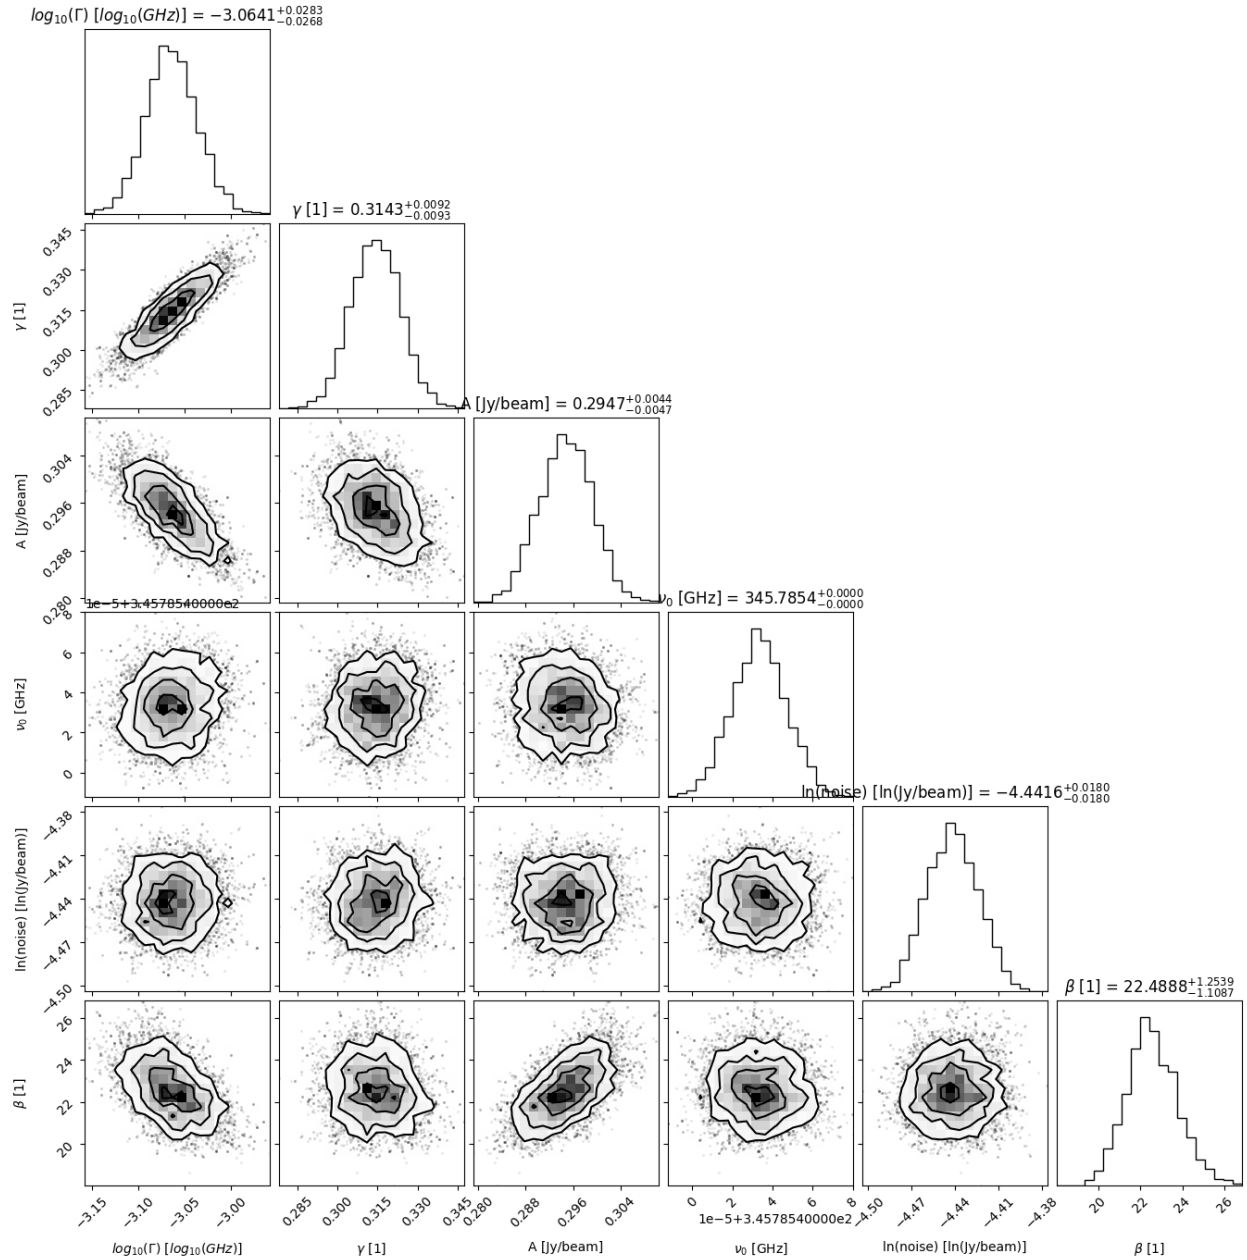 log₁₀(Γ) [log₁₀(GHz)] = −3.0641 +0.0283 −0.0268
γ [1] = 0.3143 +0.0092 −0.0093
0.345
0.330
0.315
0.300
0.285
γ [1]
A [Jy/beam] = 0.2947 +0.0044 −0.0047
0.304
0.296
0.288
0.280
A [Jy/beam]
1e−5+3.4578540000e2
ν₀ [GHz] = 345.7854 +0.0000 −0.0000
8
6
4
2
0
ν₀ [GHz]
ln(noise) [ln(Jy/beam)] = −4.4416 +0.0180 −0.0180
−4.38
−4.41
−4.44
−4.47
−4.50
ln(noise) [ln(Jy/beam)]
β [1] = 22.4888 +1.2539 −1.1087
26
24
22
20
β [1]
−3.15 −3.10 −3.05 −3.00
log₁₀(Γ) [log₁₀(GHz)]
0.285 0.300 0.315 0.330 0.345
γ [1]
0.280 0.288 0.296 0.304
A [Jy/beam]
0 2 4 6 8
1e−5+3.4578540000e2
ν₀ [GHz]
−4.50 −4.47 −4.44 −4.41 −4.38
ln(noise) [ln(Jy/beam)]
20 22 24 26
β [1]